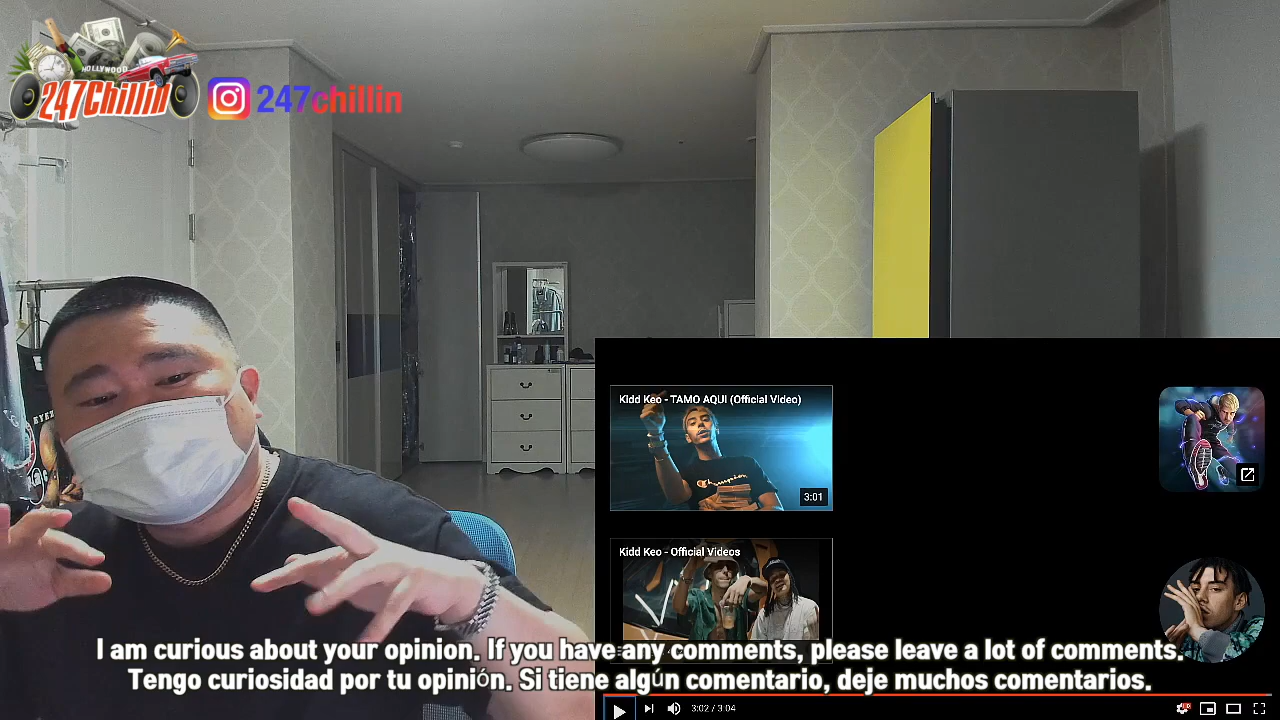 HOLLYWOOD
247Chillin
247chillin
Kidd Keo - TAMO AQUI (Official Video)
Champion
3:01
Kidd Keo - Official Videos
I am curious about your opinion. If you have any comments, please leave a lot of comments.
Tengo curiosidad por tu opinión. Si tiene algún comentario, deje muchos comentarios.
3:02 / 3:04